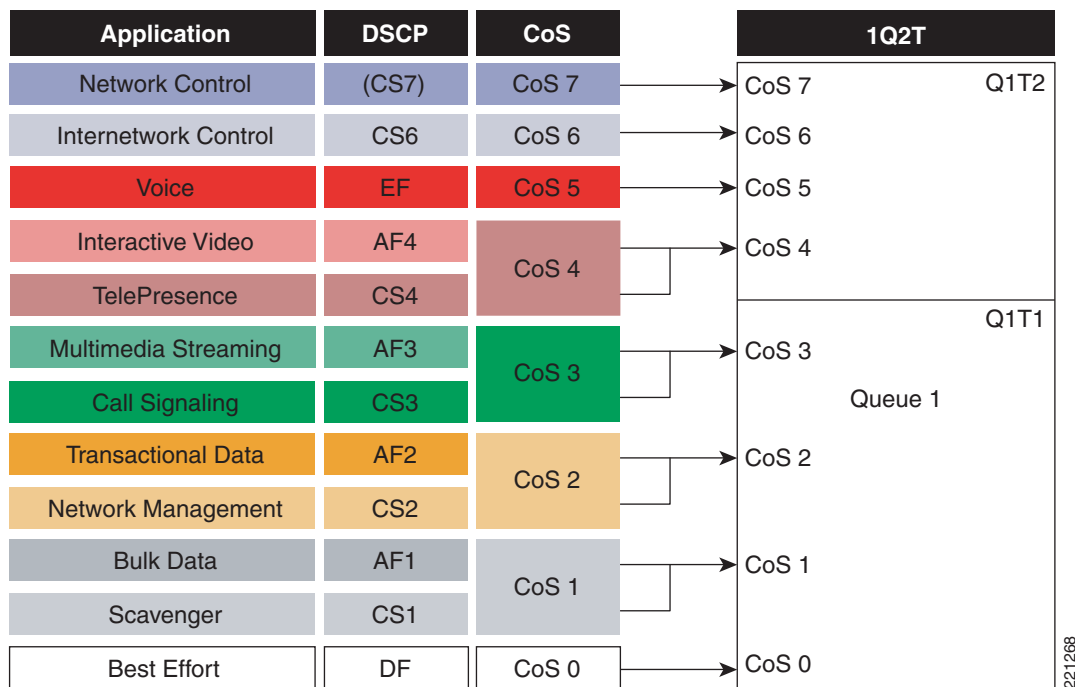 Application DSCP CoS 1Q2T
Network Control (CS7) CoS 7 CoS 7 Q1T2
Internetwork Control CS6 CoS 6 CoS 6
Voice EF CoS 5 CoS 5
Interactive Video AF4 CoS 4
CoS 4
TelePresence CS4
Q1T1
Multimedia Streaming AF3 CoS 3
CoS 3
Call Signaling CS3 Queue 1
Transactional Data AF2 CoS 2
CoS 2
Network Management CS2
Bulk Data AF1 CoS 1
CoS 1
Scavenger CS1
Best Effort DF CoS 0 CoS 0
221268